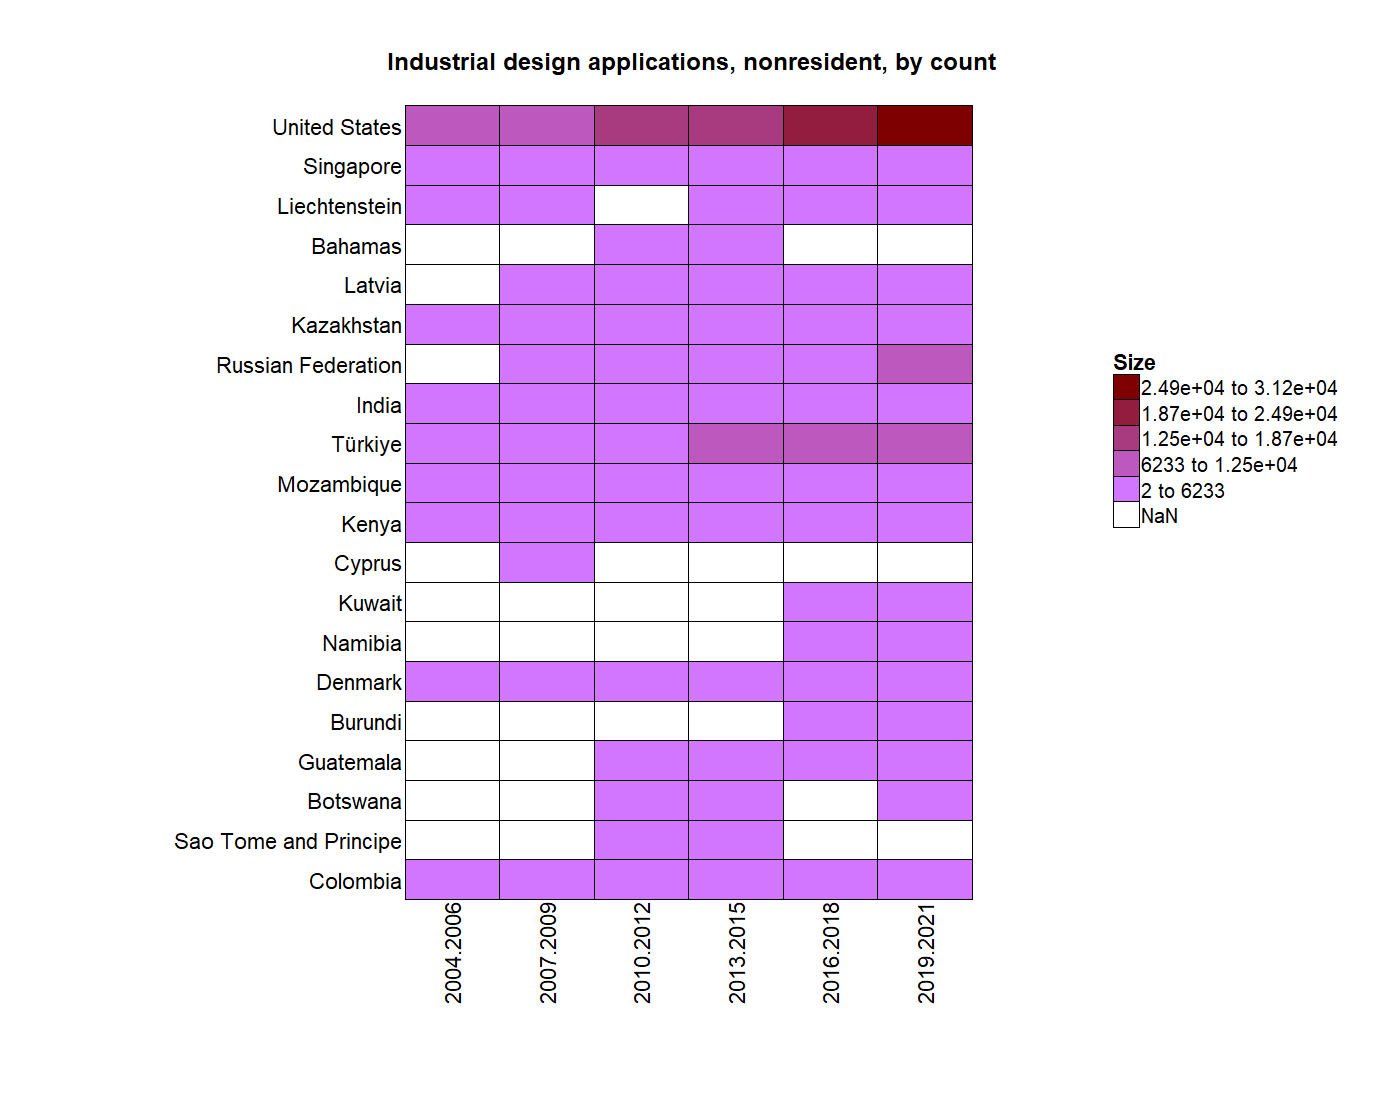 Industrial design applications, nonresident, by count
United States
Singapore
Liechtenstein
Bahamas
Latvia
Kazakhstan
Russian Federation
India
Türkiye
Mozambique
Kenya
Cyprus
Kuwait
Namibia
Denmark
Burundi
Guatemala
Botswana
Sao Tome and Principe
Colombia
2004.2006
2007.2009
2010.2012
2013.2015
2016.2018
2019.2021
Size
2.49e+04 to 3.12e+04
1.87e+04 to 2.49e+04
1.25e+04 to 1.87e+04
6233 to 1.25e+04
2 to 6233
NaN